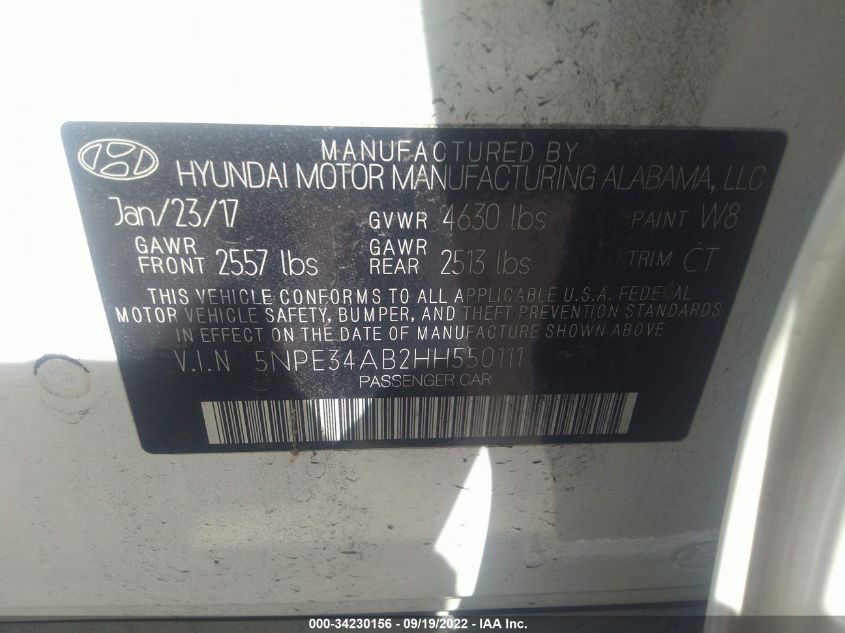 MANUFACTURED BY
HYUNDAI MOTOR MANUFACTURING ALABAMA, LLC
Jan/23/17 GVWR 4630 lbs PAINT W8
GAWR FRONT 2557 lbs GAWR REAR 2513 lbs TRIM CT
THIS VEHICLE CONFORMS TO ALL APPLICABLE U.S.A. FEDERAL
MOTOR VEHICLE SAFETY, BUMPER, AND THEFT PREVENTION STANDARDS
IN EFFECT ON THE DATE OF MANUFACTURE SHOWN ABOVE
V.I.N 5NPE34AB2HH550111
PASSENGER CAR
000-34230156 - 09/19/2022 - IAA Inc.